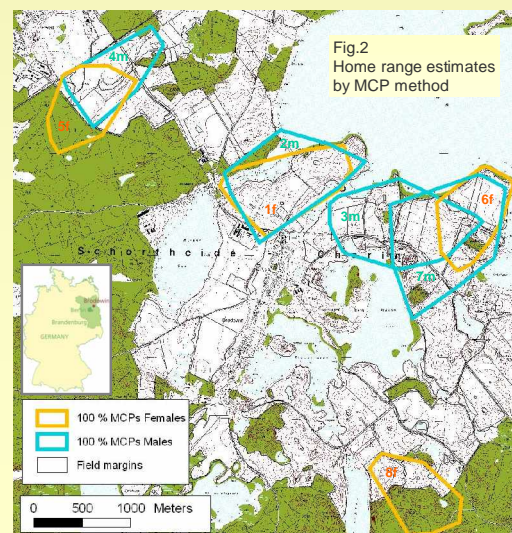 Fig.2
Home range estimates
by MCP method
4m
5f
2m
1f
3m
6f
7m
8f
Schorfheide - Chorin
Brodowin
Berlin
Brandenburg
GERMANY
100 % MCPs Females
100 % MCPs Males
Field margins
0 500 1000 Meters